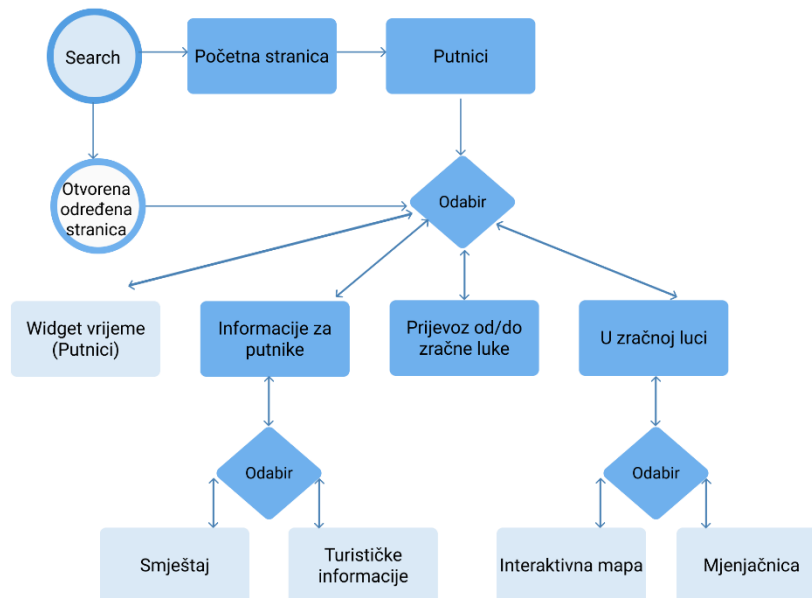 Search
Početna stranica
Putnici
Otvorena
određena
stranica
Odabir
Widget vrijeme
(Putnici)
Informacije za
putnike
Prijevoz od/do
zračne luke
U zračnoj luci
Odabir
Odabir
Smještaj
Turističke
informacije
Interaktivna mapa
Mjenjačnica